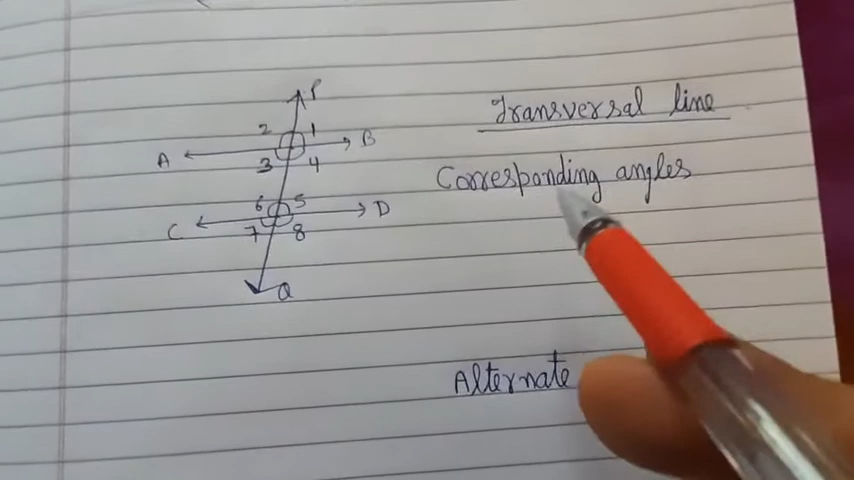 P
Transversal line
2 1
A B
3 4
Corresponding angles
6 5
C D
7 8
Q
Alternate